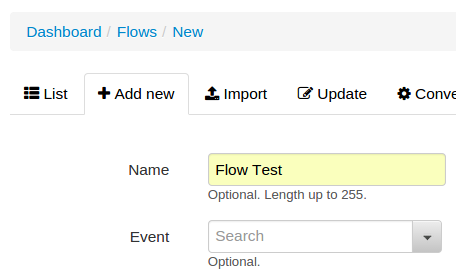 Dashboard / Flows / New
List Add new Import Update Conve
Name Flow Test
Optional. Length up to 255.
Event Search
Optional.